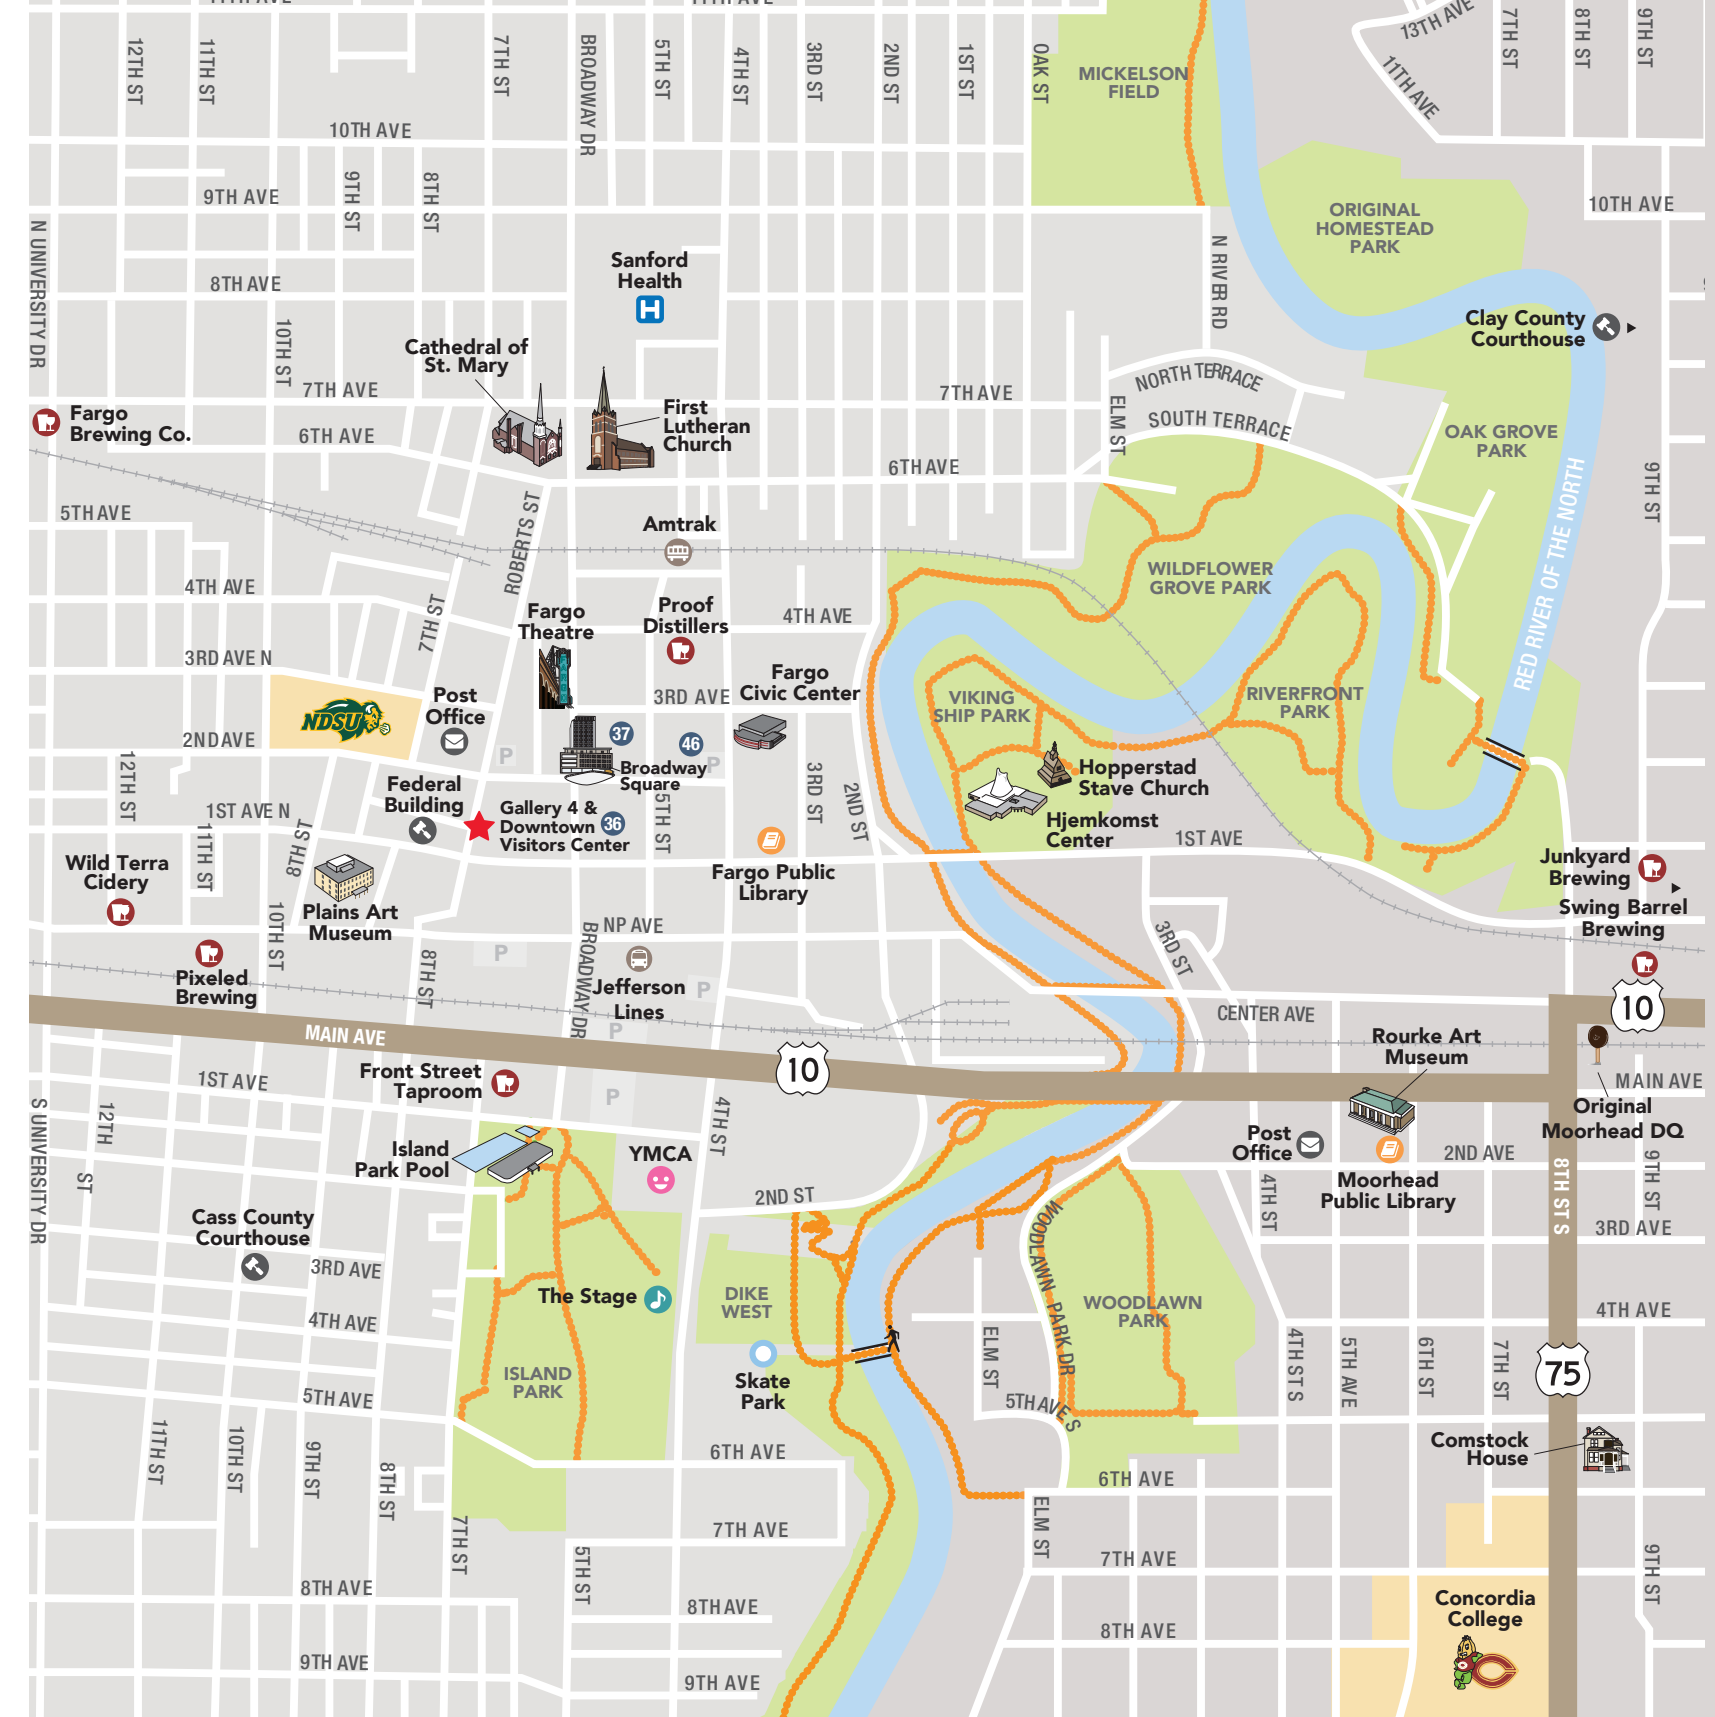 11TH AVE
11TH AVE
13TH AVE
12TH ST
11TH ST
7TH ST
BROADWAY DR
5TH ST
4TH ST
3RD ST
2ND ST
1ST ST
OAK ST
MICKELSON
FIELD
11TH AVE
7TH ST
8TH ST
9TH ST
10TH AVE
9TH AVE
9TH ST
8TH ST
ORIGINAL
HOMESTEAD
PARK
10TH AVE
N UNIVERSITY DR
N RIVER RD
Sanford
Health
H
8TH AVE
10TH ST
Clay County
Courthouse
Cathedral of
St. Mary
7TH AVE
7TH AVE
NORTH TERRACE
SOUTH TERRACE
ELM ST
Fargo
Brewing Co.
6TH AVE
First
Lutheran
Church
OAK GROVE
PARK
6TH AVE
9TH ST
RED RIVER OF THE NORTH
5TH AVE
ROBERTS ST
Amtrak
4TH AVE
WILDFLOWER
GROVE PARK
7TH ST
Fargo
Theatre
Proof
Distillers
4TH AVE
3RD AVE N
NDSU
Post
Office
3RD AVE
Fargo
Civic Center
VIKING
SHIP PARK
RIVERFRONT
PARK
2ND AVE
P
37
46
P
Broadway
Square
Hopperstad
Stave Church
12TH ST
Federal
Building
1ST AVE N
Gallery 4 &
Downtown
Visitors Center
36
5TH ST
3RD ST
2ND ST
Hjemkomst
Center
1ST AVE
11TH ST
8TH ST
Wild Terra
Cidery
Plains Art
Museum
Fargo Public
Library
Junkyard
Brewing
Swing Barrel
Brewing
10TH ST
NP AVE
BROADWAY DR
3RD ST
Pixeled
Brewing
8TH ST
P
Jefferson
Lines
P
P
CENTER AVE
10
MAIN AVE
10
Rourke Art
Museum
1ST AVE
Front Street
Taproom
P
MAIN AVE
Original
Moorhead DQ
S UNIVERSITY DR
12TH
ST
4TH ST
Island
Park Pool
YMCA
Post
Office
2ND AVE
Moorhead
Public Library
8TH ST S
9TH ST
2ND ST
4TH ST
Cass County
Courthouse
3RD AVE
WOODLAWN PARK DR
3RD AVE
The Stage
DIKE
WEST
WOODLAWN
PARK
4TH AVE
4TH AVE
ELM ST
4TH ST S
5TH AVE
6TH ST
7TH ST
75
Skate
Park
ISLAND
PARK
5TH AVE
5TH AVE S
11TH ST
10TH ST
9TH ST
8TH ST
6TH AVE
6TH AVE
Comstock
House
7TH ST
7TH AVE
ELM ST
5TH ST
7TH AVE
9TH ST
8TH AVE
8TH AVE
8TH AVE
Concordia
College
C
9TH AVE
9TH AVE